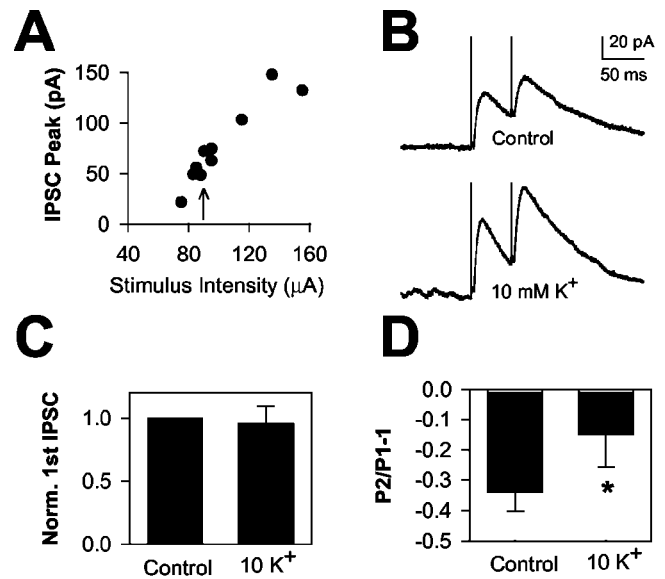 A
IPSC Peak (pA)
150
100
50
0
40
80
120
160
Stimulus Intensity (μA)
B
20 pA
50 ms
Control
10 mM K+
C
Norm. 1st IPSC
1.0
0.5
0.0
Control
10 K+
D
P2/P1-1
0.0
-0.1
-0.2
-0.3
-0.4
-0.5
*
Control
10 K+